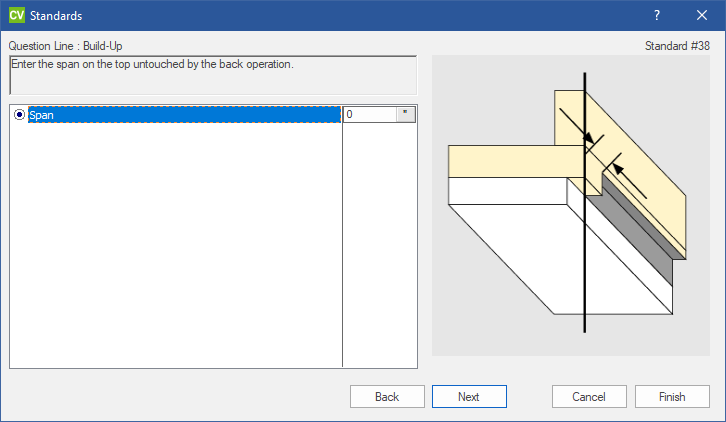 CV Standards
?
Question Line : Build-Up
Standard #38
Enter the span on the top untouched by the back operation.
Span 0 "
Back Next Cancel Finish